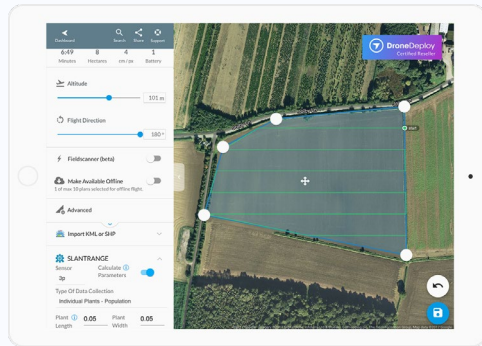 Dashboard
Search
Share
Support
DroneDeploy
Certified Reseller
6:49
8
4
1
Minutes
Hectares
cm / px
Battery
Altitude
101 m
Flight Direction
180 °
start
Fieldscanner (beta)
Make Available Offline
1 of max 10 plans selected for offline flight.
Advanced
Import KML or SHP
SLANTRANGE
Sensor
Calculate
Parameters
3p
Type Of Data Collection
Individual Plants - Population
Plant
Length
0.05
Plant
Width
0.05